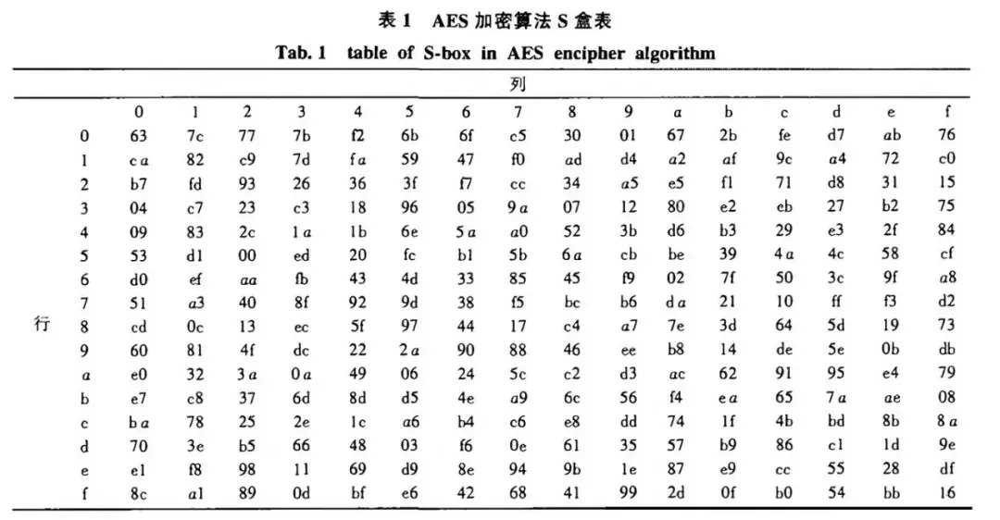 表 1 AES 加密算法 S 盒表
Tab. 1 table of S-box in AES encipher algorithm
列
0 1 2 3 4 5 6 7 8 9 a b c d e f
0 63 7c 77 7b f2 6b 6f c5 30 01 67 2b fe d7 ab 76
1 ca 82 c9 7d fa 59 47 f0 ad d4 a2 af 9c a4 72 c0
2 b7 fd 93 26 36 3f f7 cc 34 a5 e5 f1 71 d8 31 15
3 04 c7 23 c3 18 96 05 9a 07 12 80 e2 eb 27 b2 75
4 09 83 2c 1a 1b 6e 5a a0 52 3b d6 b3 29 e3 2f 84
5 53 d1 00 ed 20 fc b1 5b 6a cb be 39 4a 4c 58 cf
6 d0 ef aa fb 43 4d 33 85 45 f9 02 7f 50 3c 9f a8
7 51 a3 40 8f 92 9d 38 f5 bc b6 da 21 10 ff f3 d2
行
8 cd 0c 13 ec 5f 97 44 17 c4 a7 7e 3d 64 5d 19 73
9 60 81 4f dc 22 2a 90 88 46 ee b8 14 de 5e 0b db
a e0 32 3a 0a 49 06 24 5c c2 d3 ac 62 91 95 e4 79
b e7 c8 37 6d 8d d5 4e a9 6c 56 f4 ea 65 7a ae 08
c ba 78 25 2e 1c a6 b4 c6 e8 dd 74 1f 4b bd 8b 8a
d 70 3e b5 66 48 03 f6 0e 61 35 57 b9 86 c1 1d 9e
e e1 f8 98 11 69 d9 8e 94 9b 1e 87 e9 cc 55 28 df
f 8c a1 89 0d bf e6 42 68 41 99 2d 0f b0 54 bb 16